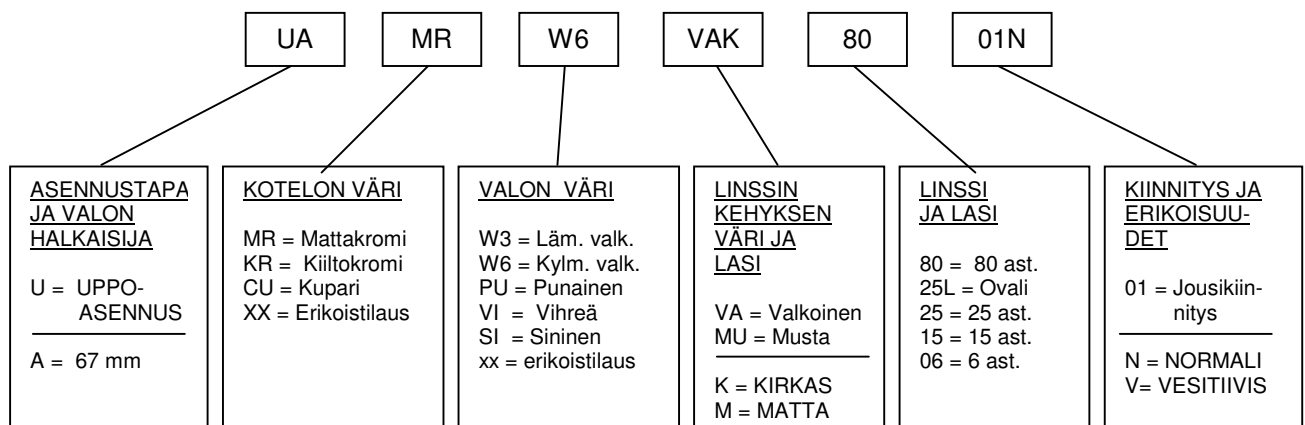 UA MR W6 VAK 80 01N
ASENNUSTAPA
JA VALON
HALKAISIJA
U = UPPO-
ASENNUS
A = 67 mm
KOTELON VÄRI
MR = Mattakromi
KR = Kiiltokromi
CU = Kupari
XX = Erikoistilaus
VALON VÄRI
W3 = Läm. valk.
W6 = Kylm. valk.
PU = Punainen
VI = Vihreä
SI = Sininen
xx = erikoistilaus
LINSSIN
KEHYKSEN
VÄRI JA
LASI
VA = Valkoinen
MU = Musta
K = KIRKAS
M = MATTA
LINSSI
JA LASI
80 = 80 ast.
25L = Ovali
25 = 25 ast.
15 = 15 ast.
06 = 6 ast.
KIINNITYS JA
ERIKOISUU-
DET
01 = Jousikiin-
nitys
N = NORMALI
V= VESITIIVIS